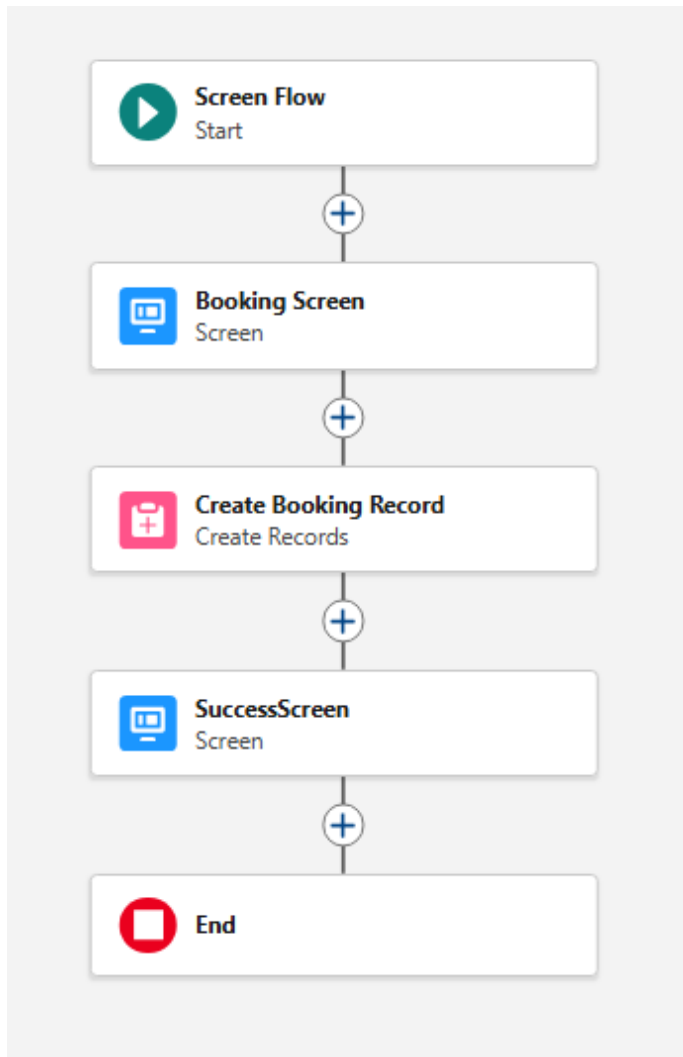 Screen Flow
Start
Booking Screen
Screen
Create Booking Record
Create Records
SuccessScreen
Screen
End